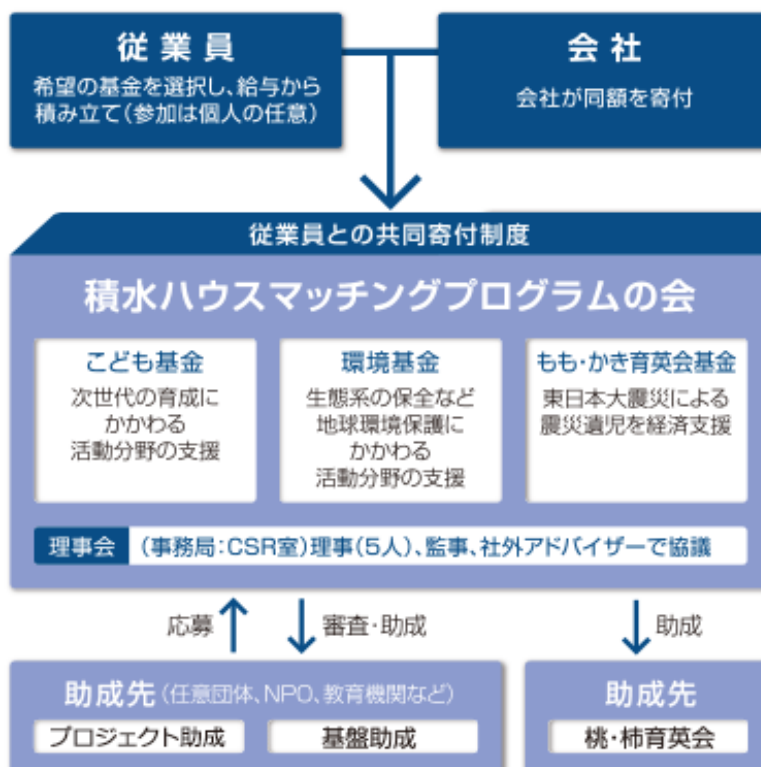 従業員
希望の基金を選択し、給与から
積み立て（参加は個人の任意）
会社
会社が同額を寄付
従業員との共同寄付制度
積水ハウスマッチングプログラムの会
こども基金
次世代の育成に
かかわる
活動分野の支援
環境基金
生態系の保全など
地球環境保護に
かかわる
活動分野の支援
もも・かき育英会基金
東日本大震災による
震災遺児を経済支援
理事会 （事務局：CSR室）理事（5人）、監事、社外アドバイザーで協議
応募
審査・助成
助成
助成先（任意団体、NPO、教育機関など）
プロジェクト助成
基盤助成
助成先
桃・柿育英会